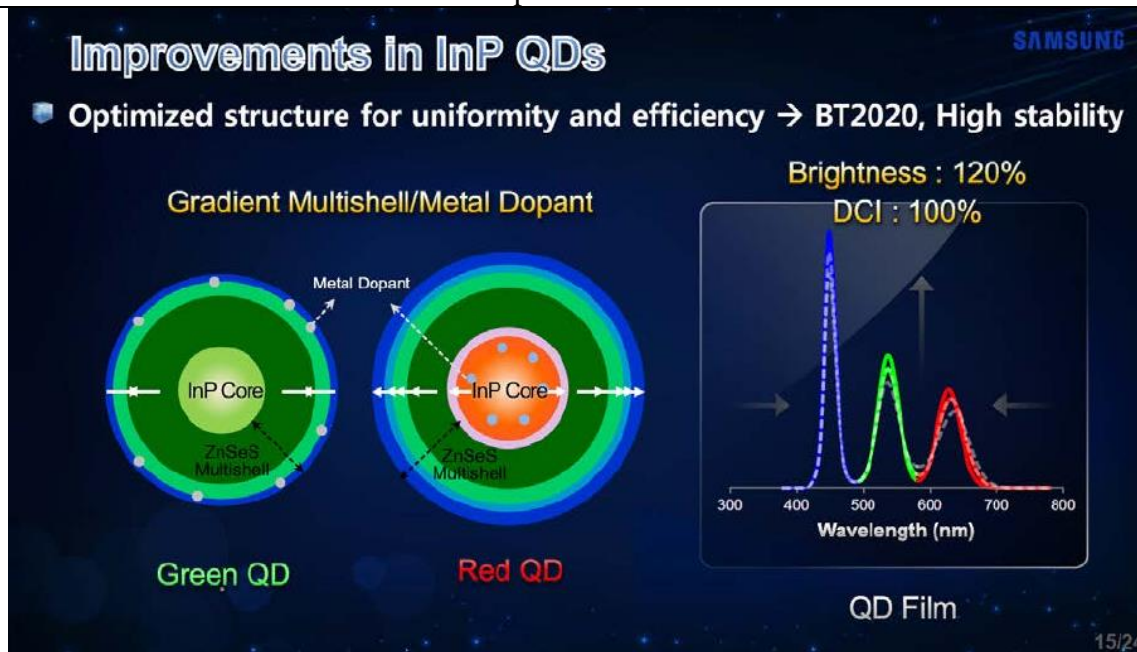 Improvements in InP QDs
SAMSUNG
Optimized structure for uniformity and efficiency → BT2020, High stability
Gradient Multishell/Metal Dopant
Metal Dopant
InP Core
ZnSeS
Multishell
InP Core
ZnSeS
Multishell
Green QD
Red QD
Brightness : 120%
DCI : 100%
300 400 500 600 700 800
Wavelength (nm)
QD Film
15/24